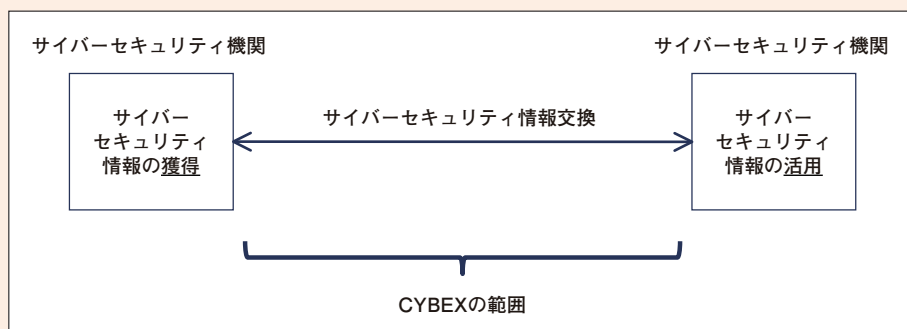 サイバーセキュリティ機関
サイバーセキュリティ機関
サイバー
セキュリティ
情報の獲得
サイバーセキュリティ情報交換
サイバー
セキュリティ
情報の活用
CYBEXの範囲